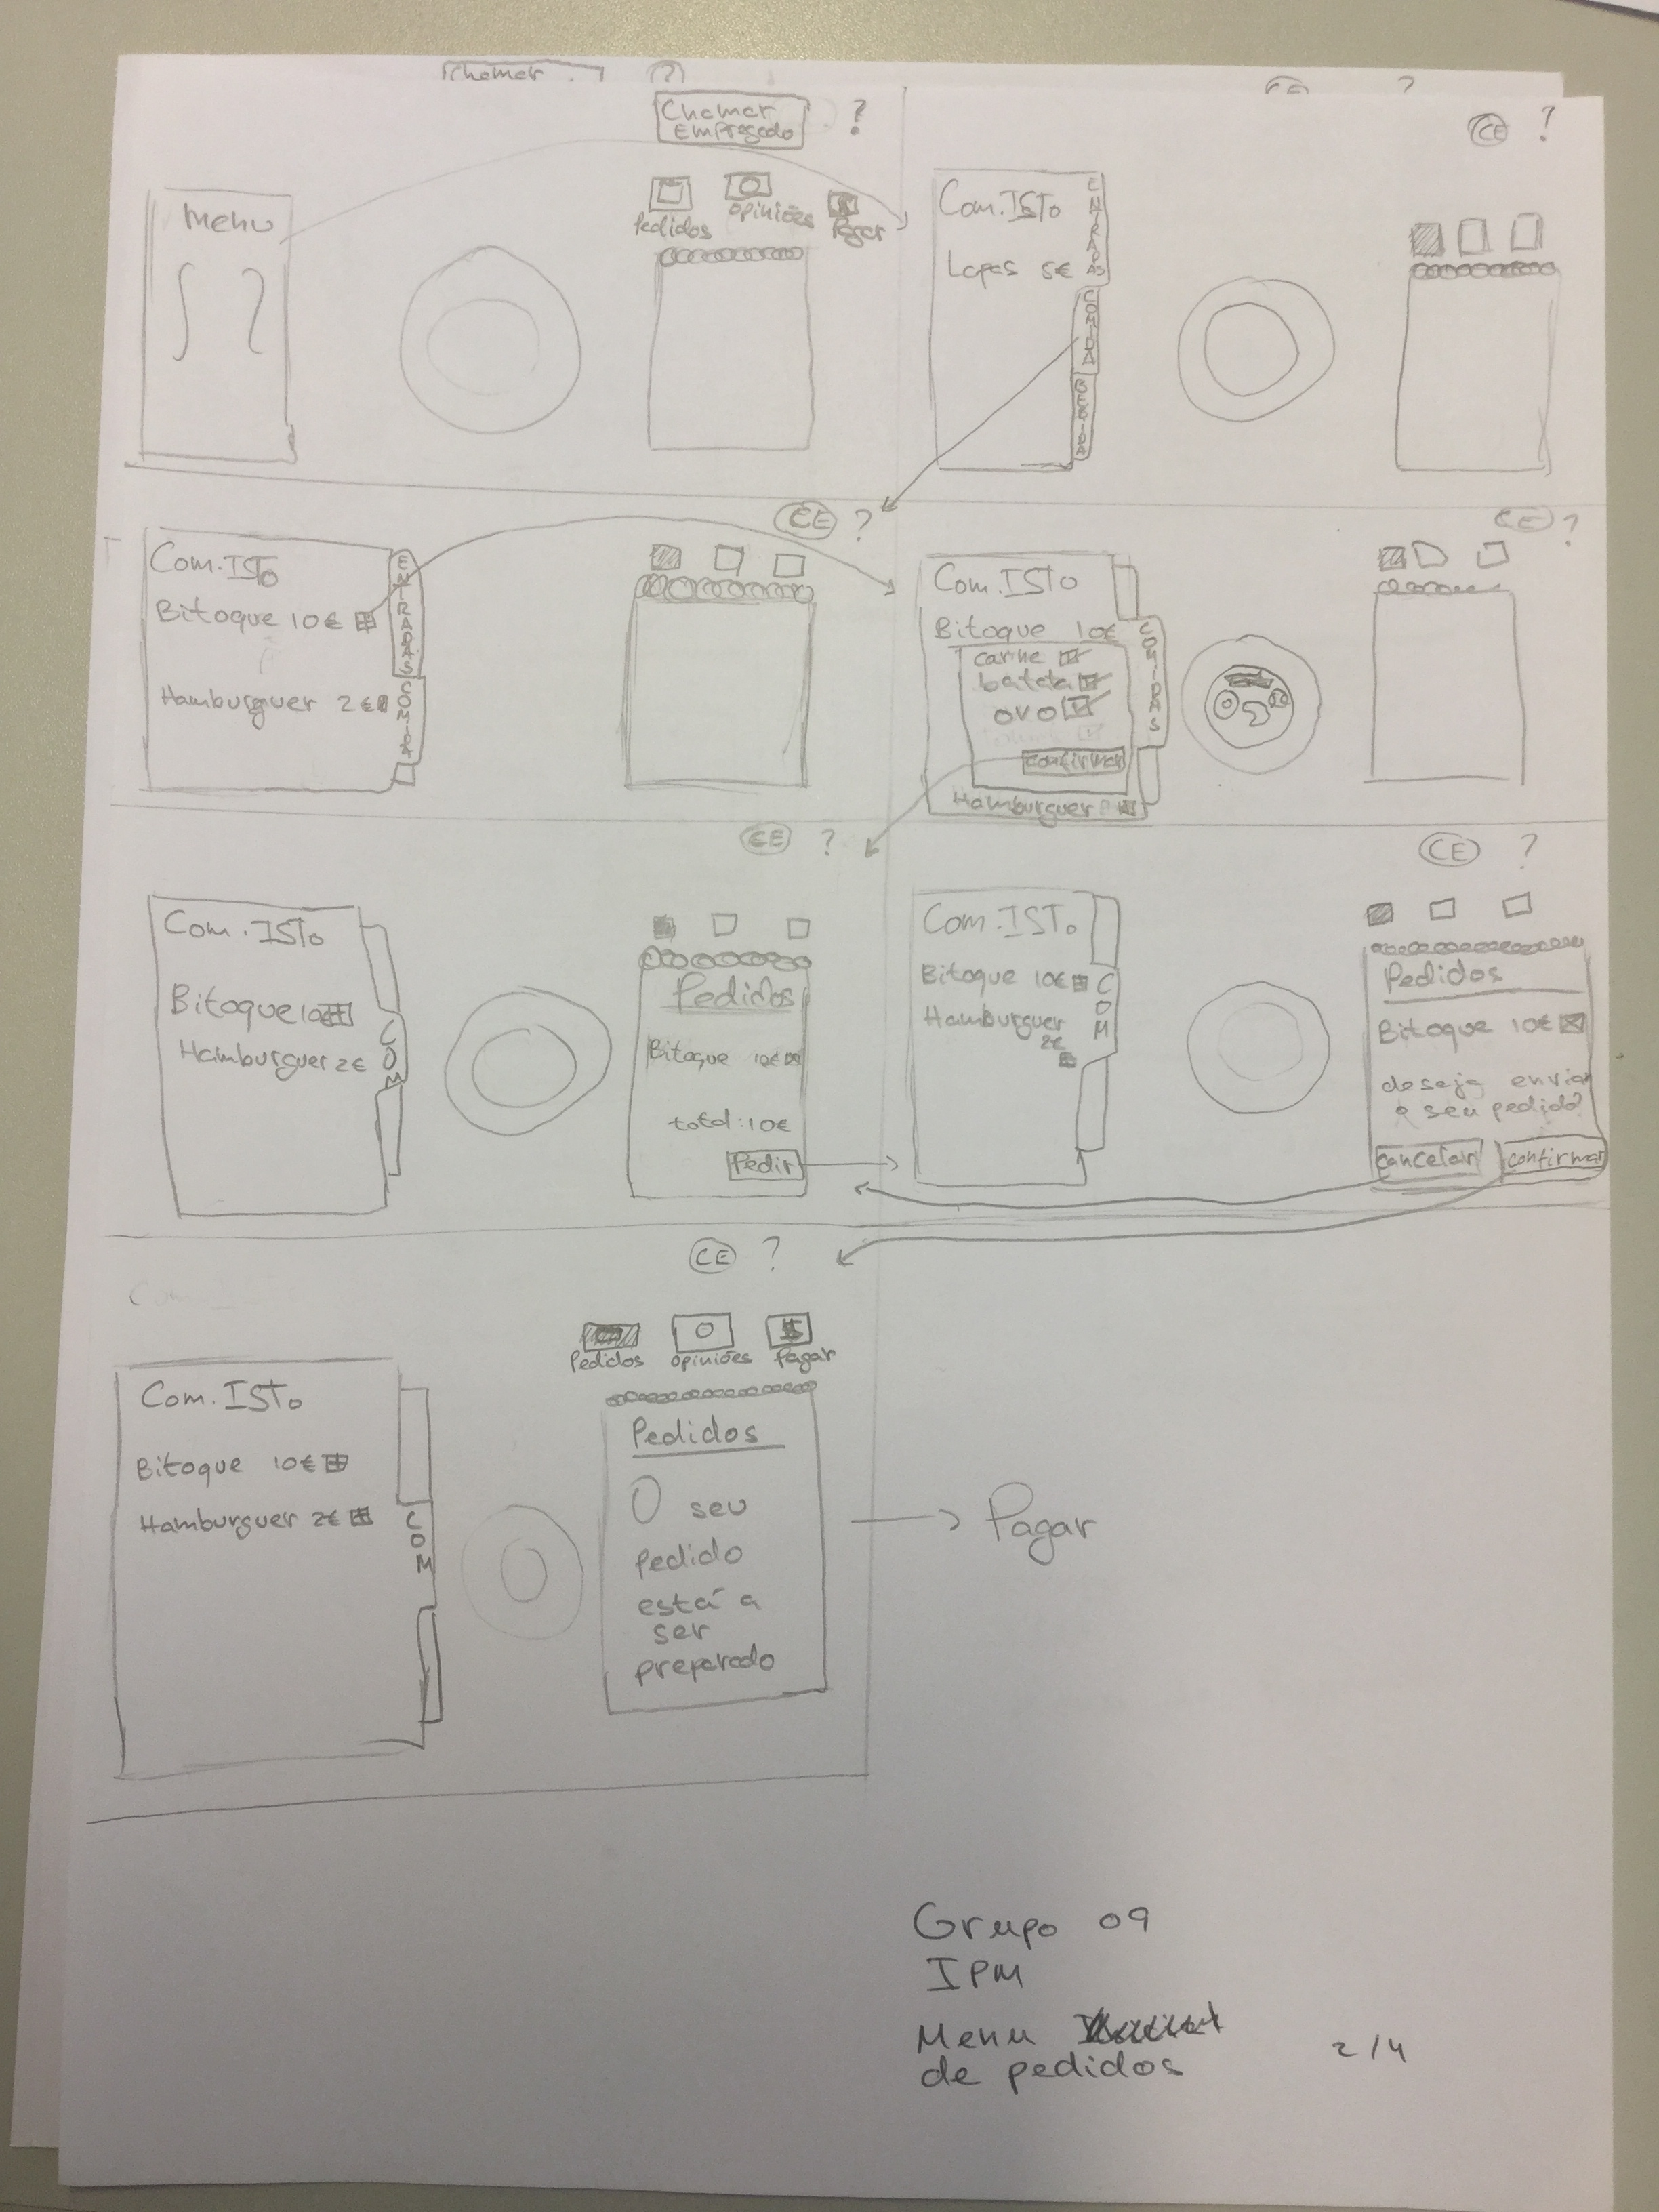 Chamar
?
Chamar
Empregado
?
Menu
Pedidos
Opiniões
Pagar
CE ?
Com.ISTo
Lapas 5€
ENTRADAS
COMIDA
BEBIDA
CE ?
Com.ISTo
Bitoque 10€
Hamburguer 2€
ENTRADAS
COMIDA
CE ?
Com.ISTo
Bitoque 10€
carne
batata
ovo
confirmar
Hamburguer
COMIDAS
CE ?
Com.ISTo
Bitoque 10€
Hamburguer 2€
COM
Pedidos
Bitoque 10€
total:10€
Pedir
CE ?
Com.ISTo
Bitoque 10€
Hamburguer
2€
COM
Pedidos
Bitoque 10€
deseja enviar
o seu pedido?
cancelar
confirmar
CE ?
Com.ISTo
Bitoque 10€
Hamburguer 2€
COM
Pedidos
opiniões
Pagar
$
Pedidos
O seu
pedido
está a
ser
preparado
Pagar
Grupo 09
IPM
Menu
de pedidos
2/4